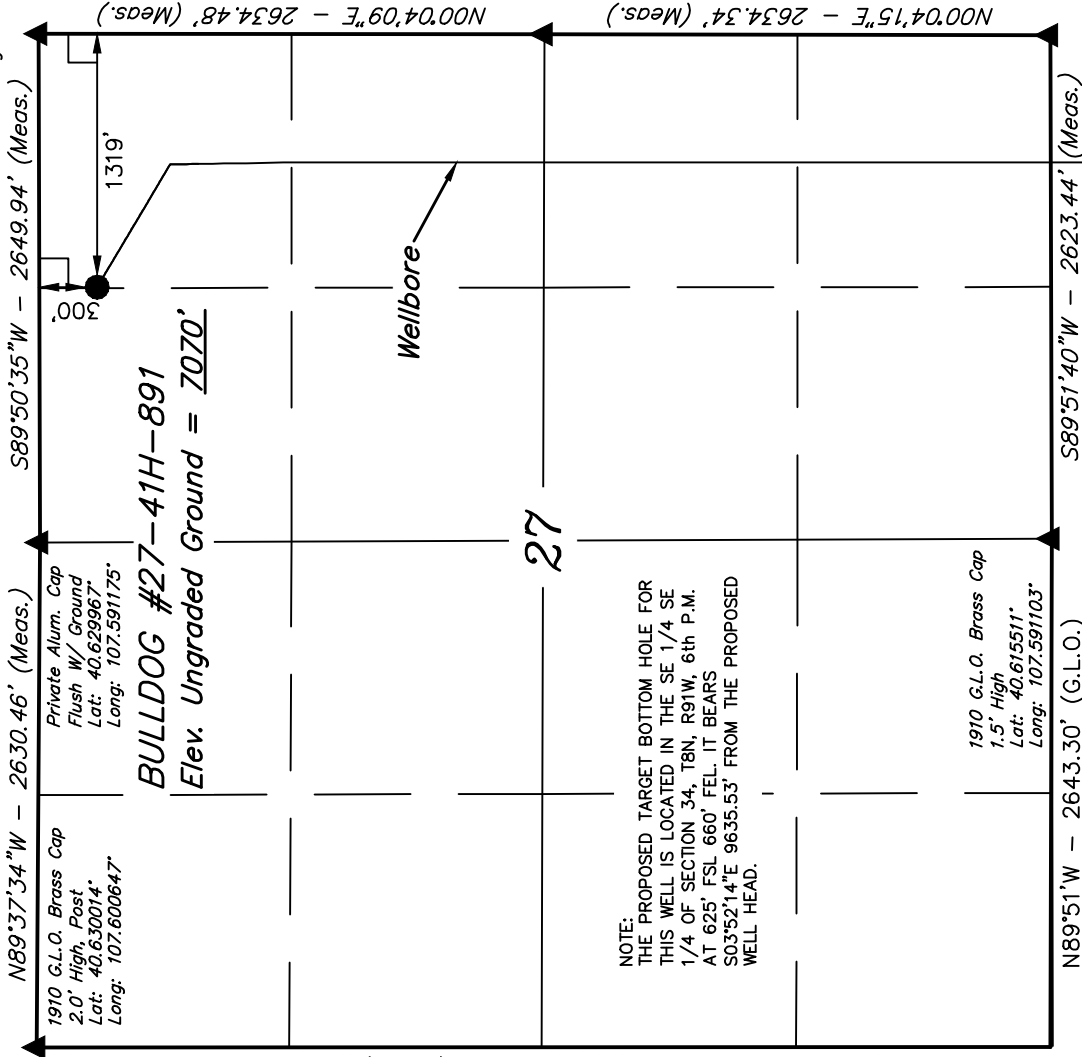 N89°37'34"W - 2630.46' (Meas.)
S89°50'35"W - 2649.94' (Meas.)
1910 G.L.O. Brass Cap
2.0' High, Post
Lat: 40.630014°
Long: 107.600647°
Private Alum. Cap
Flush W/ Ground
Lat: 40.629967°
Long: 107.591175°
300'
1319'
N00°04'09"E - 2634.48' (Meas.)
BULLDOG #27-41H-891
Elev. Ungraded Ground = 7070'
Wellbore
27
N00°04'15"E - 2634.34' (Meas.)
NOTE:
THE PROPOSED TARGET BOTTOM HOLE FOR
THIS WELL IS LOCATED IN THE SE 1/4 SE
1/4 OF SECTION 34, T8N, R91W, 6th P.M.
AT 625' FSL 660' FEL. IT BEARS
S03°52'14"E 9635.53' FROM THE PROPOSED
WELL HEAD.
1910 G.L.O. Brass Cap
1.5' High
Lat: 40.615511°
Long: 107.591103°
N89°51'W - 2643.30' (G.L.O.)
S89°51'40"W - 2623.44' (Meas.)